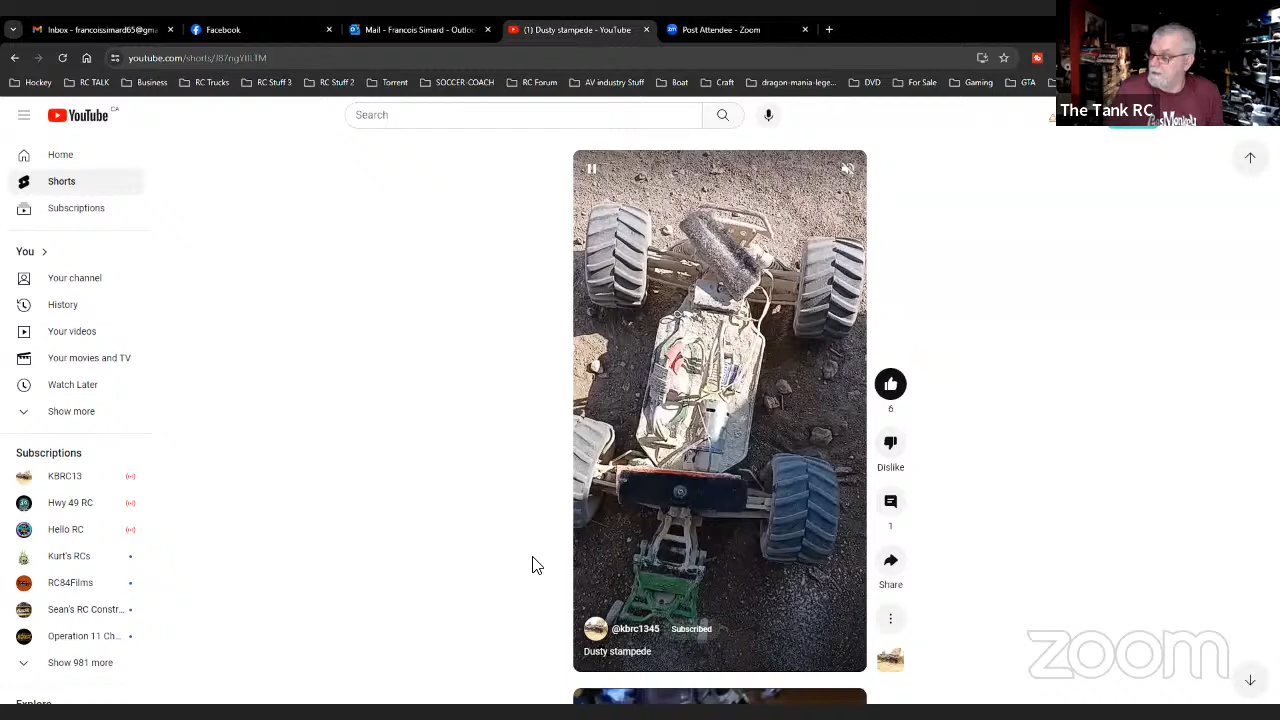 Inbox - francoissimard65@gma
Facebook
Mail - Francois Simard - Outloo
(1) Dusty stampede - YouTube
Post Attendee - Zoom
Hockey
RC TALK
Business
RC Trucks
RC Stuff 3
RC Stuff 2
Torrent
SOCCER COACH
RC Forum
AV industry Stuff
Boat
Craft
dragon-mania-lege...
DVD
For Sale
Gaming
GTA
The Tank RC
YouTube CA
Search
Home
Shorts
Subscriptions
You
Your channel
History
Your videos
Your movies and TV
Watch Later
Show more
Subscriptions
KBRC13
Hwy 49 RC
Hello RC
Kurt's RCs
RC84Films
Sean's RC Constr...
Operation 11 Ch...
Show 981 more
6
Dislike
1
Share
@kbrc1345 Subscribed
Dusty stampede
zoom